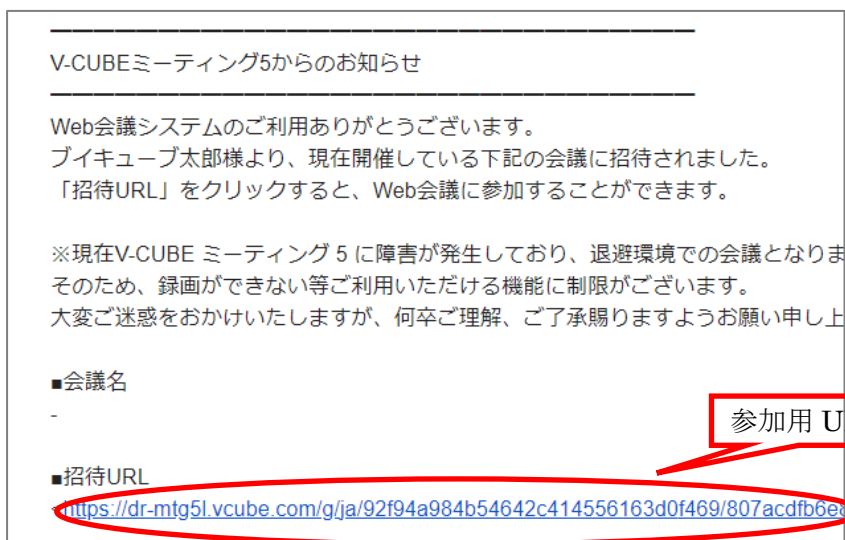 V-CUBEミーティング5からのお知らせ
Web会議システムのご利用ありがとうございます。
ブイキューブ太郎様より、現在開催している下記の会議に招待されました。
「招待URL」をクリックすると、Web会議に参加することができます。
※現在V-CUBE ミーティング 5 に障害が発生しており、退避環境での会議となりま
そのため、録画ができない等ご利用いただける機能に制限がございます。
大変ご迷惑をおかけいたしますが、何卒ご理解、ご了承賜りますようお願い申し上
■会議名
-
参加用 U
■招待URL
https://dr-mtg5l.vcube.com/g/ja/92f94a984b54642c414556163d0f469/807acdfb6e